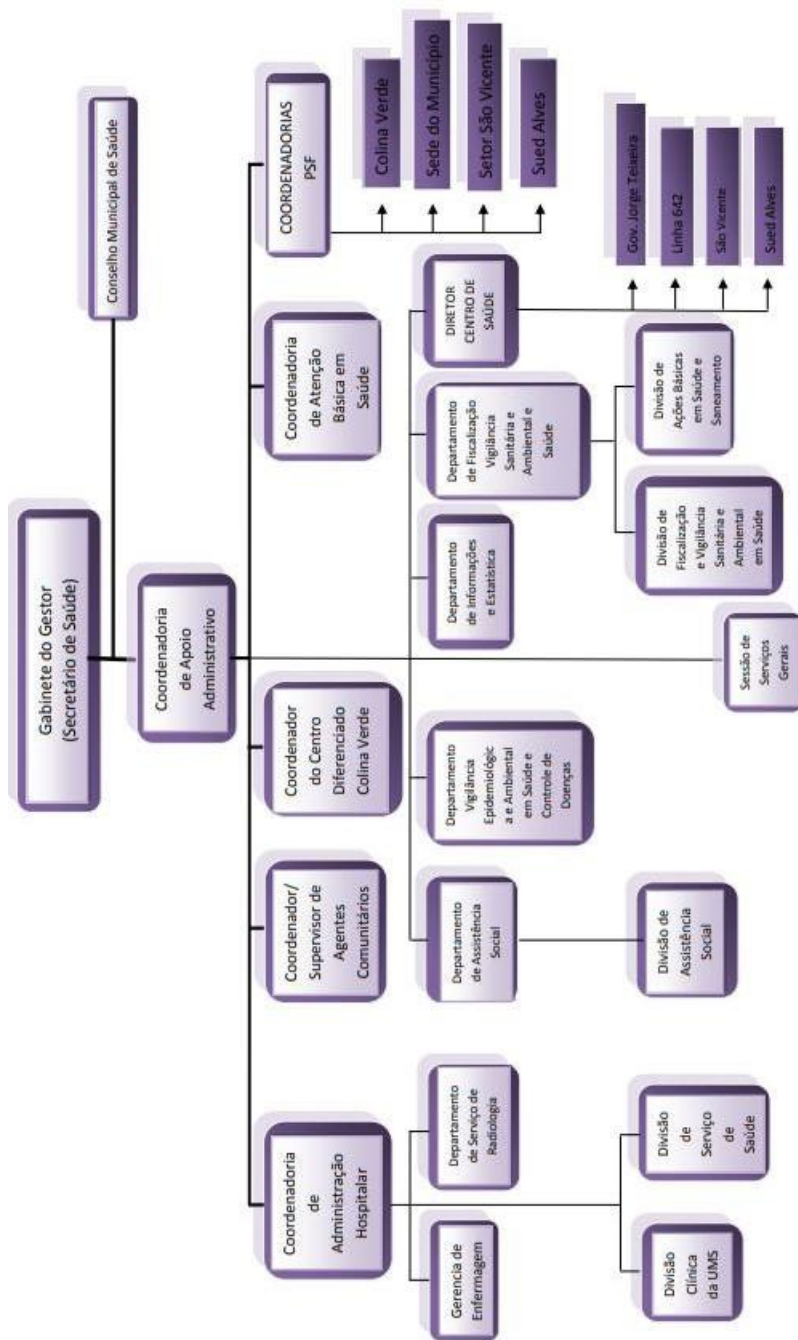 Gabinete do Gestor
(Secretário de Saúde)
Conselho Municipal de Saúde
Coordenadoria
de Apoio
Administrativo
Coordenadoria
de
Administração
Hospitalar
Coordenador/
Supervisor de
Agentes
Comunitários
Coordenador
do Centro
Diferenciado
Colina Verde
Coordenadoria
de Atenção
Básica em
Saúde
COORDENADORIAS
PSF
Colina Verde
Sede do Município
Setor São Vicente
Sued Alves
Gerencia de
Enfermagem
Departamento
de Serviço de
Radiologia
Departamento
de Assistência
Social
Departamento
Vigilância
Epidemiológic
a e Ambiental
em Saúde e
Controle de
Doenças
Departamento
de Informações
e Estatística
Departamento
de Fiscalização
Vigilância
Sanitária e
Ambiental e
Saúde
DIRETOR
CENTRO DE
SAÚDE
Gov. Jorge Teixeira
Linha 642
São Vicente
Sued Alves
Divisão Clínica
da UMS
Divisão
de
Serviço de
Saúde
Divisão de
Assistência
Social
Divisão de
Fiscalização
e Vigilância
Sanitária e
Ambiental
em Saúde
Divisão de
Ações Básicas
em Saúde e
Saneamento
Sessão de
Serviços
Gerais